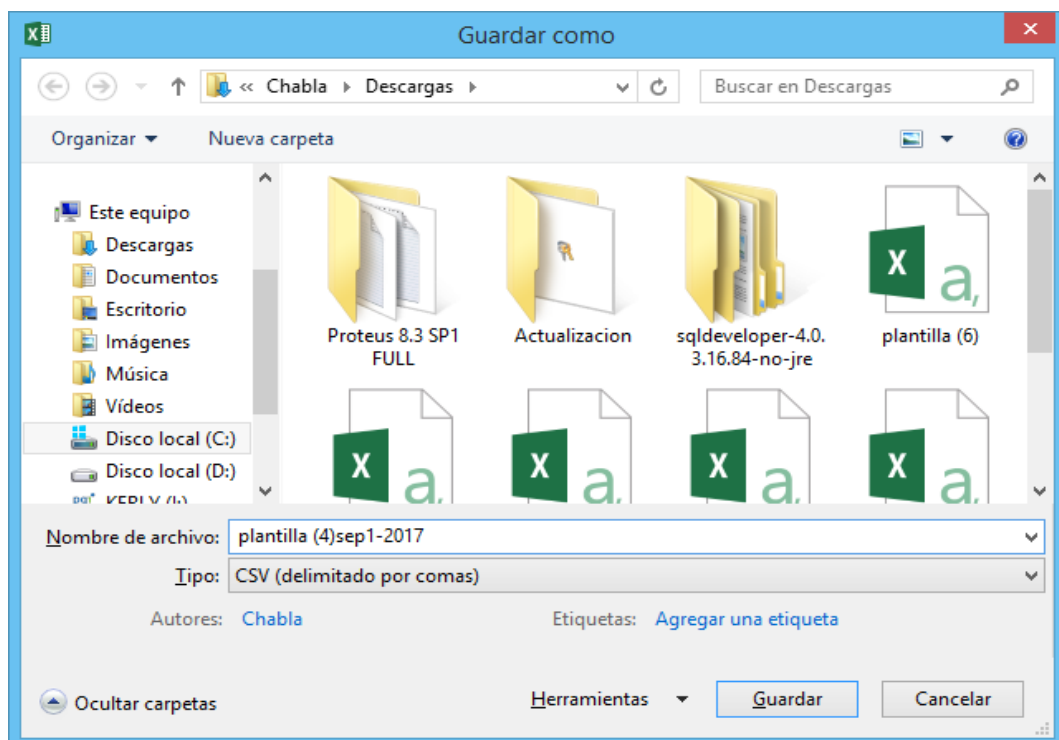 Guardar como
« Chabla Descargas
Buscar en Descargas
Organizar
Nueva carpeta
Este equipo
Descargas
Documentos
Escritorio
Imágenes
Música
Vídeos
Disco local (C:)
Disco local (D:)
Proteus 8.3 SP1
FULL
Actualizacion
sqldeveloper-4.0.
3.16.84-no-jre
plantilla (6)
Nombre de archivo: plantilla (4)sep1-2017
Tipo: CSV (delimitado por comas)
Autores: Chabla
Etiquetas: Agregar una etiqueta
Ocultar carpetas
Herramientas
Guardar
Cancelar